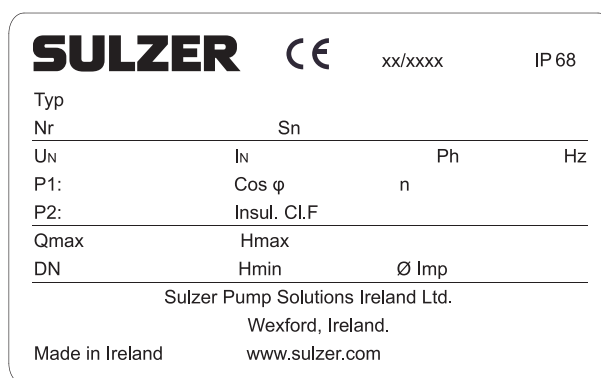 SULZER CE xx/xxxx IP 68
Typ
Nr Sn
UN IN Ph Hz
P1: Cos φ n
P2: Insul. Cl.F
Qmax Hmax
DN Hmin Ø Imp
Sulzer Pump Solutions Ireland Ltd.
Wexford, Ireland.
Made in Ireland www.sulzer.com